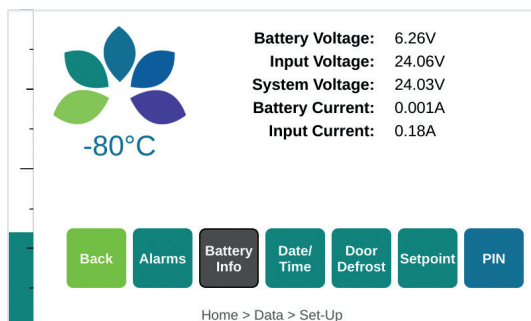 Battery Voltage: 6.26V
Input Voltage: 24.06V
System Voltage: 24.03V
Battery Current: 0.001A
Input Current: 0.18A
-80°C
Back
Alarms
Battery
Info
Date/
Time
Door
Defrost
Setpoint
PIN
Home > Data > Set-Up